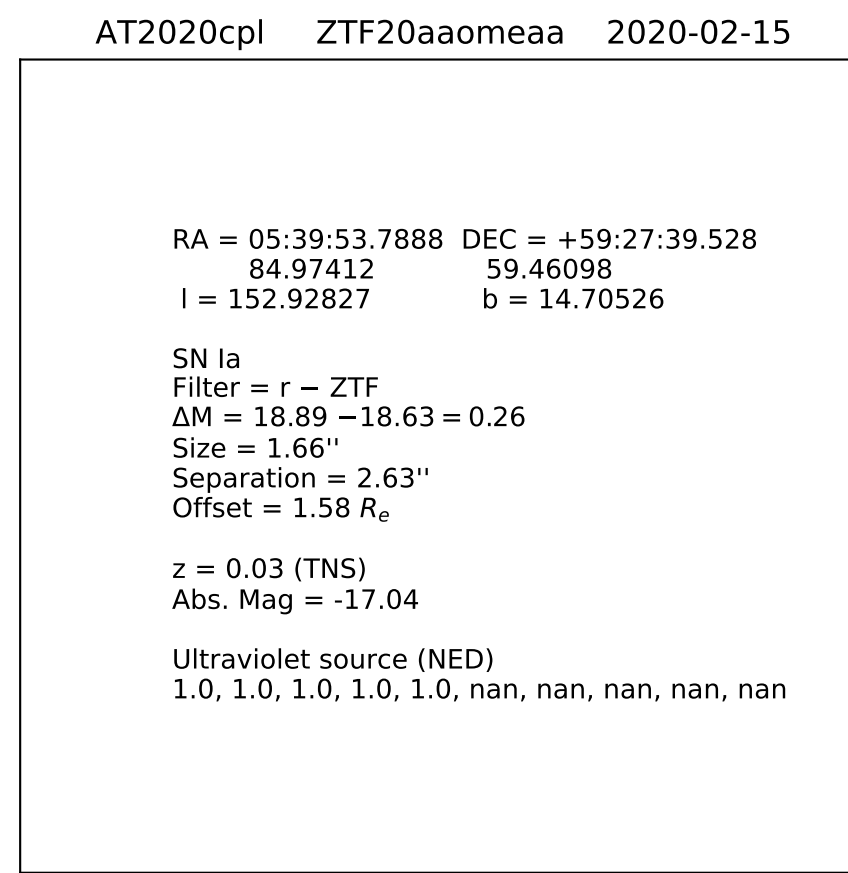 AT2020cpl ZTF20aaomeaa 2020-02-15
RA = 05:39:53.7888 DEC = +59:27:39.528
84.97412 59.46098
l = 152.92827 b = 14.70526
SN Ia
Filter = r − ZTF
ΔM = 18.89 −18.63 = 0.26
Size = 1.66''
Separation = 2.63''
Offset = 1.58 Rₑ
z = 0.03 (TNS)
Abs. Mag = -17.04
Ultraviolet source (NED)
1.0, 1.0, 1.0, 1.0, 1.0, nan, nan, nan, nan, nan